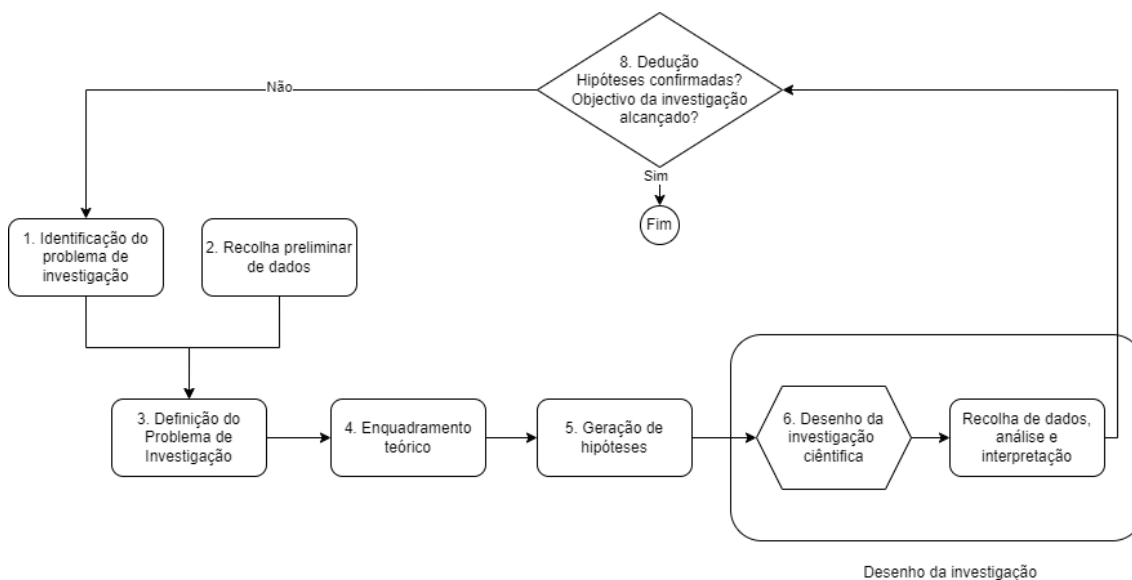 8. Dedução
Hipóteses confirmadas?
Objectivo da investigação
alcançado?
Não
Sim
Fim
1. Identificação do
problema de
investigação
2. Recolha preliminar
de dados
3. Definição do
Problema de
Investigação
4. Enquadramento
teórico
5. Geração de
hipóteses
6. Desenho da
investigação
ciêntifica
Recolha de dados,
análise e
interpretação
Desenho da investigação